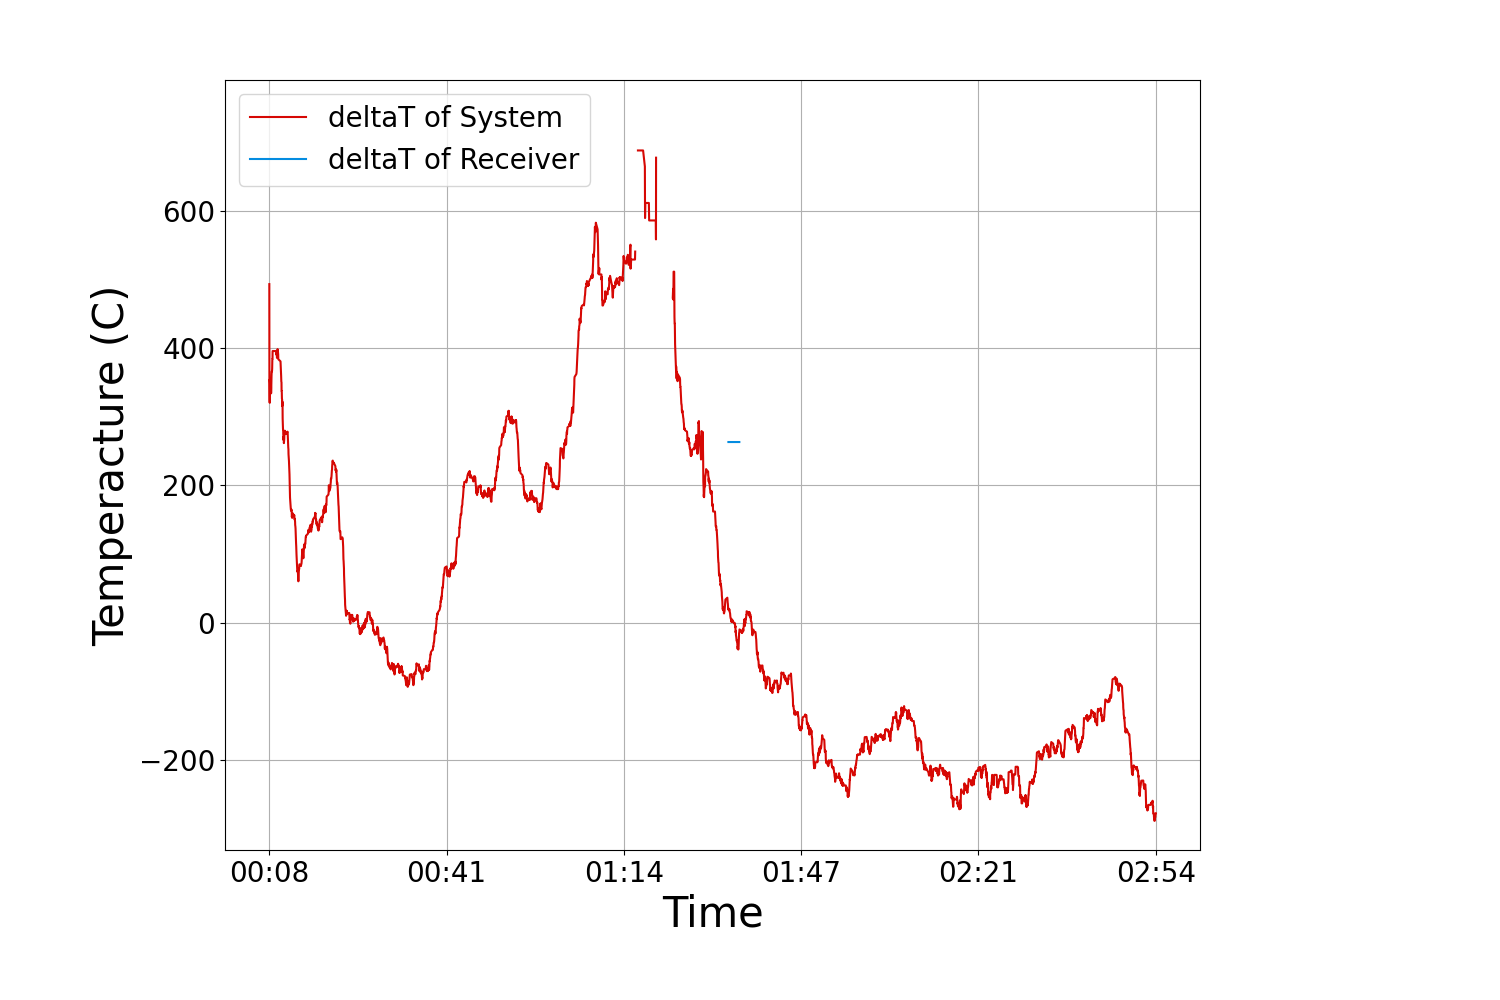 deltaT of System
deltaT of Receiver
600
400
200
0
−200
Temperacture (C)
00:08 00:41 01:14 01:47 02:21 02:54
Time